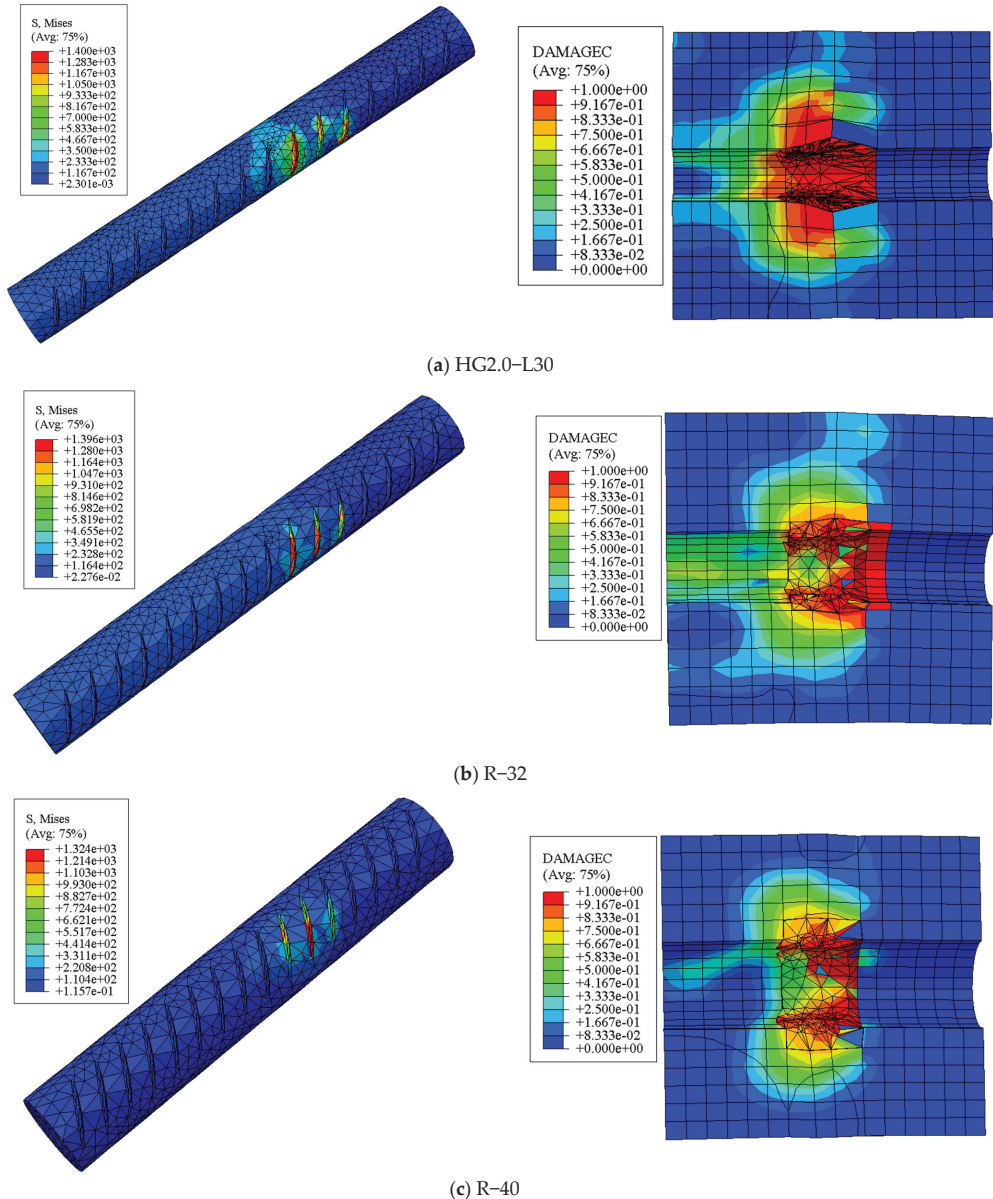 S, Mises
(Avg: 75%)
+1.400e+03
+1.283e+03
+1.167e+03
+1.050e+03
+9.333e+02
+8.167e+02
+7.000e+02
+5.833e+02
+4.667e+02
+3.500e+02
+2.333e+02
+1.167e+02
+2.301e-03
DAMAGEC
(Avg: 75%)
+1.000e+00
+9.167e-01
+8.333e-01
+7.500e-01
+6.667e-01
+5.833e-01
+5.000e-01
+4.167e-01
+3.333e-01
+2.500e-01
+1.667e-01
+8.333e-02
+0.000e+00
(a) HG2.0−L30
S, Mises
(Avg: 75%)
+1.396e+03
+1.280e+03
+1.164e+03
+1.047e+03
+9.310e+02
+8.146e+02
+6.982e+02
+5.819e+02
+4.655e+02
+3.491e+02
+2.328e+02
+1.164e+02
+2.276e-02
DAMAGEC
(Avg: 75%)
+1.000e+00
+9.167e-01
+8.333e-01
+7.500e-01
+6.667e-01
+5.833e-01
+5.000e-01
+4.167e-01
+3.333e-01
+2.500e-01
+1.667e-01
+8.333e-02
+0.000e+00
(b) R−32
S, Mises
(Avg: 75%)
+1.324e+03
+1.214e+03
+1.103e+03
+9.930e+02
+8.827e+02
+7.724e+02
+6.621e+02
+5.517e+02
+4.414e+02
+3.311e+02
+2.208e+02
+1.104e+02
+1.157e-01
DAMAGEC
(Avg: 75%)
+1.000e+00
+9.167e-01
+8.333e-01
+7.500e-01
+6.667e-01
+5.833e-01
+5.000e-01
+4.167e-01
+3.333e-01
+2.500e-01
+1.667e-01
+8.333e-02
+0.000e+00
(c) R−40